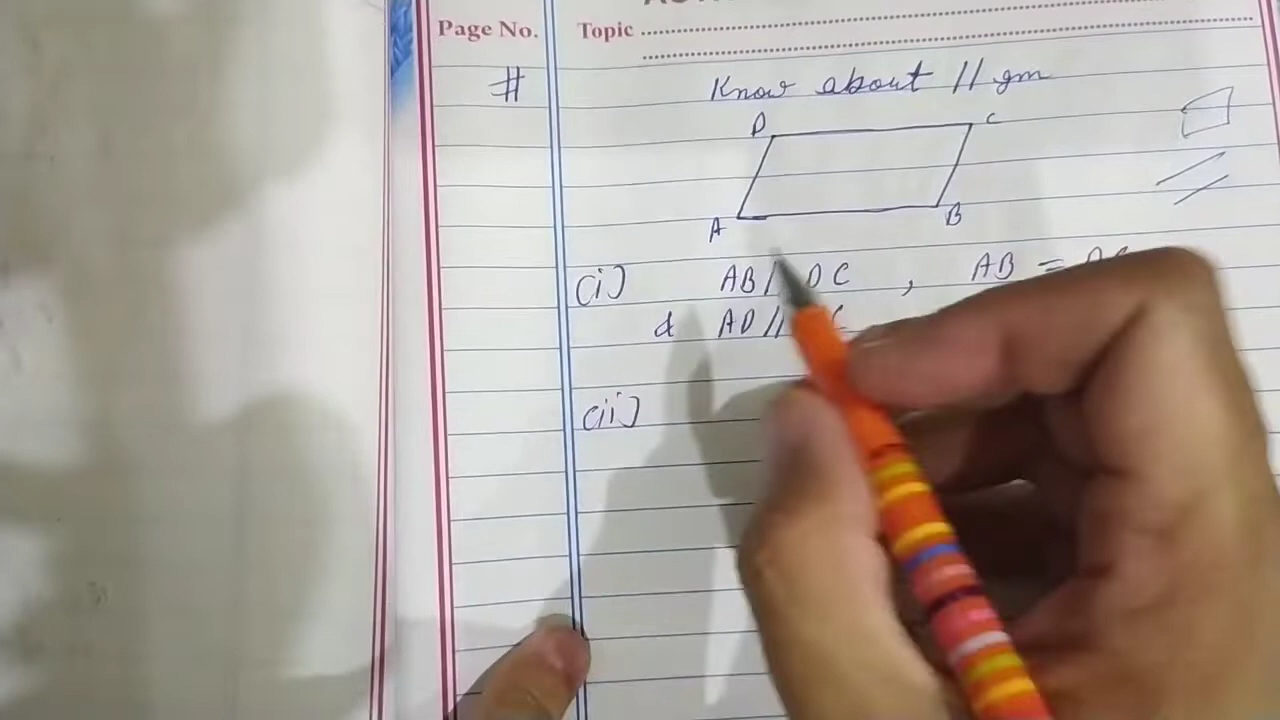 Page No.
Topic
# Know about // gm
D C
A B
(i) AB // DC , AB =
& AD //
(ii)